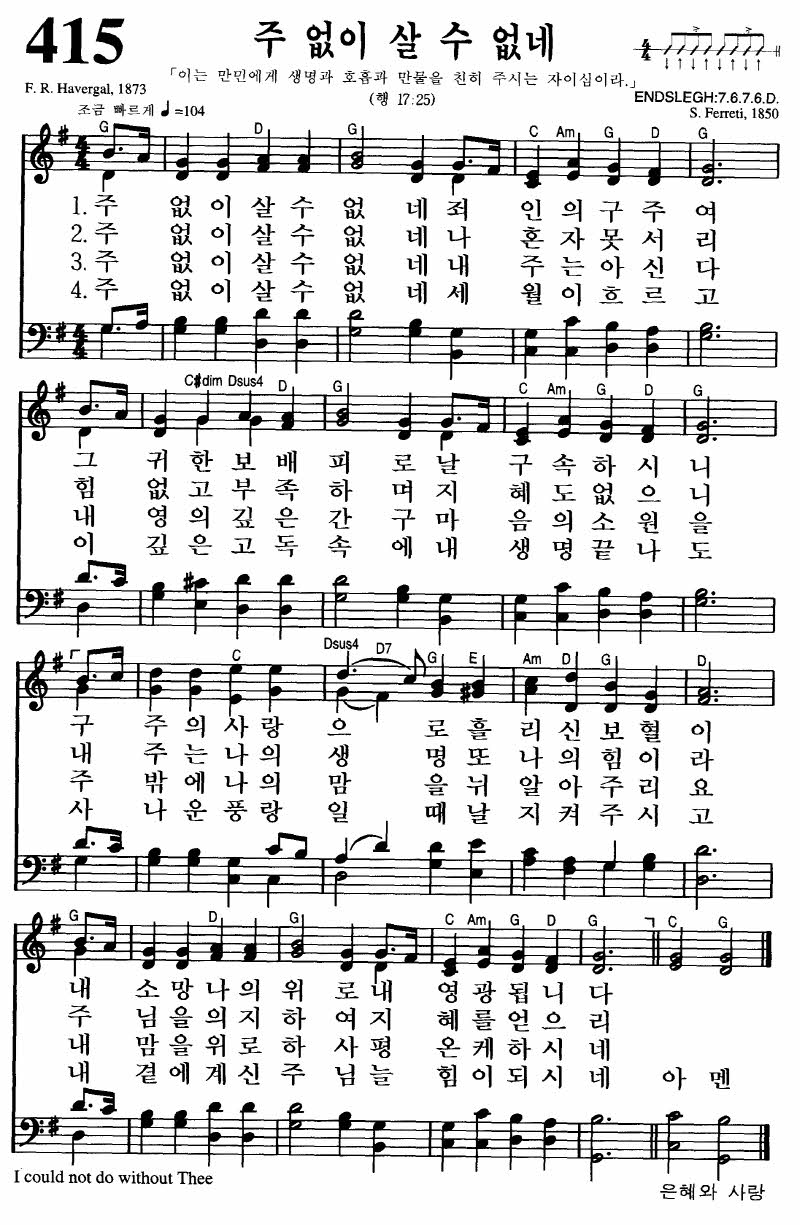 415
주 없이 살 수 없네
「이는 만민에게 생명과 호흡과 만물을 친히 주시는 자이심이라.」
F. R. Havergal, 1873
(행 17:25)
ENDSLEGH:7.6.7.6.D.
조금 빠르게 ♩=104
S. Ferreti, 1850
G D G C Am G D G
1. 주 없 이 살 수 없 네 죄 인 의 구 주 여
2. 주 없 이 살 수 없 네 나 혼 자 못 서 리
3. 주 없 이 살 수 없 네 내 주 는 아 신 다
4. 주 없 이 살 수 없 네 세 월 이 흐 르 고
C#dim Dsus4 D G C Am G D G
그 귀 한 보 배 피 로 날 구 속 하 시 니
힘 없 고 부 족 하 며 지 혜 도 없 으 니
내 영 의 깊 은 간 구 마 음 의 소 원 을
이 깊 은 고 독 속 에 내 생 명 끝 나 도
C Dsus4 D7 G E Am D G D
구 주 의 사 랑 으 로 흘 리 신 보 혈 이
내 주 는 나 의 생 명 또 나 의 힘 이 라
주 밖 에 나 의 맘 을 뉘 알 아 주 리 요
사 나 운 풍 랑 일 때 날 지 켜 주 시 고
G D G C Am G D G C G
내 소 망 나 의 위 로 내 영 광 됩 니 다
주 님 을 의 지 하 여 지 혜 를 얻 으 리
내 맘 을 위 로 하 사 평 온 케 하 시 네
내 곁 에 계 신 주 님 늘 힘 이 되 시 네 아 멘
I could not do without Thee
은혜와 사랑